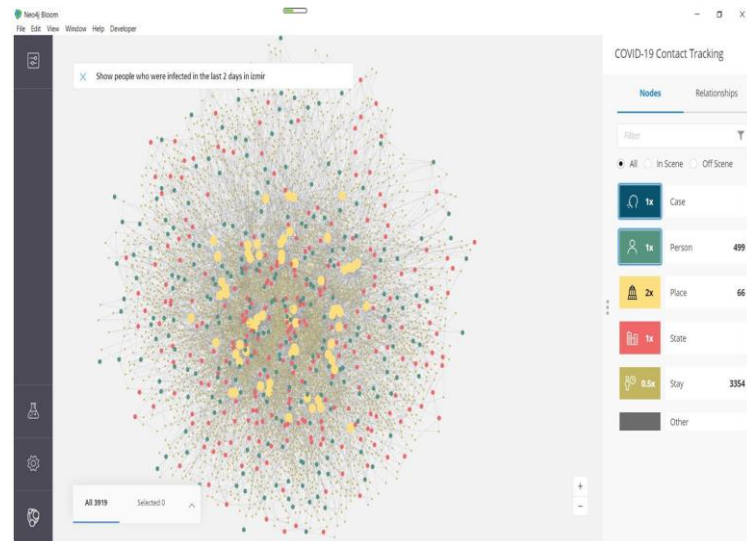 Neo4j Bloom
File Edit View Window Help Developer
COVID-19 Contact Tracking
Show people who were infected in the last 2 days in izmir
Nodes Relationships
Filter
All In Scene Off Scene
1x Case
1x Person 499
2x Place 66
1x State
0.5x Stay 3354
Other
All 3919 Selected 0